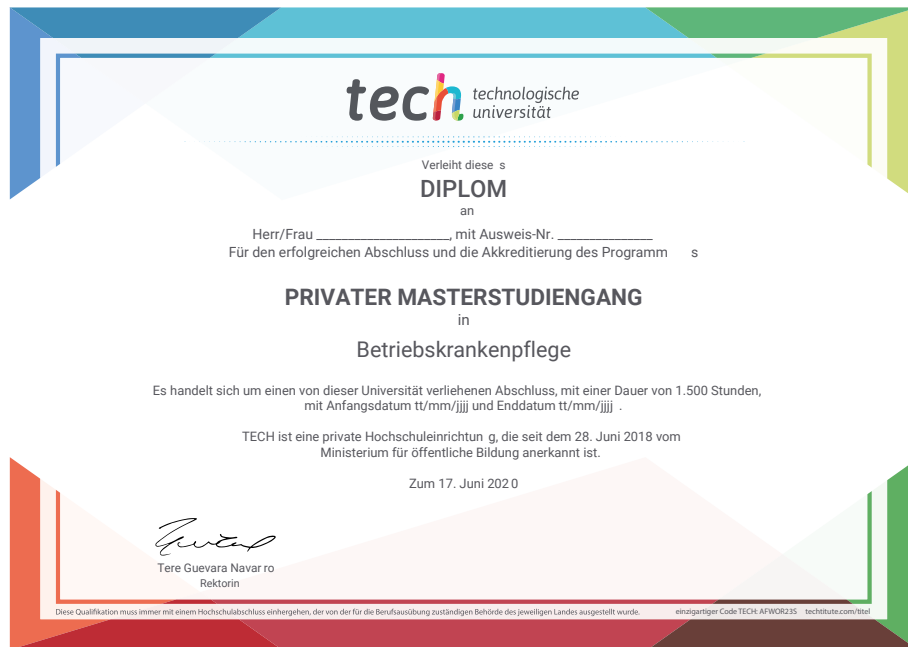 tech technologische
universität
Verleiht diese s
DIPLOM
an
Herr/Frau ______________________, mit Ausweis-Nr. ________________
Für den erfolgreichen Abschluss und die Akkreditierung des Programm s
PRIVATER MASTERSTUDIENGANG
in
Betriebskrankenpflege
Es handelt sich um einen von dieser Universität verliehenen Abschluss, mit einer Dauer von 1.500 Stunden,
mit Anfangsdatum tt/mm/jjjj und Enddatum tt/mm/jjjj .
TECH ist eine private Hochschuleinrichtun g, die seit dem 28. Juni 2018 vom
Ministerium für öffentliche Bildung anerkannt ist.
Zum 17. Juni 202 0
Tere Guevara Navar ro
Rektorin
Diese Qualifikation muss immer mit einem Hochschulabschluss einhergehen, der von der für die Berufsausübung zuständigen Behörde des jeweiligen Landes ausgestellt wurde. einzigartiger Code TECH: AFWOR23S techtitute.com/titel